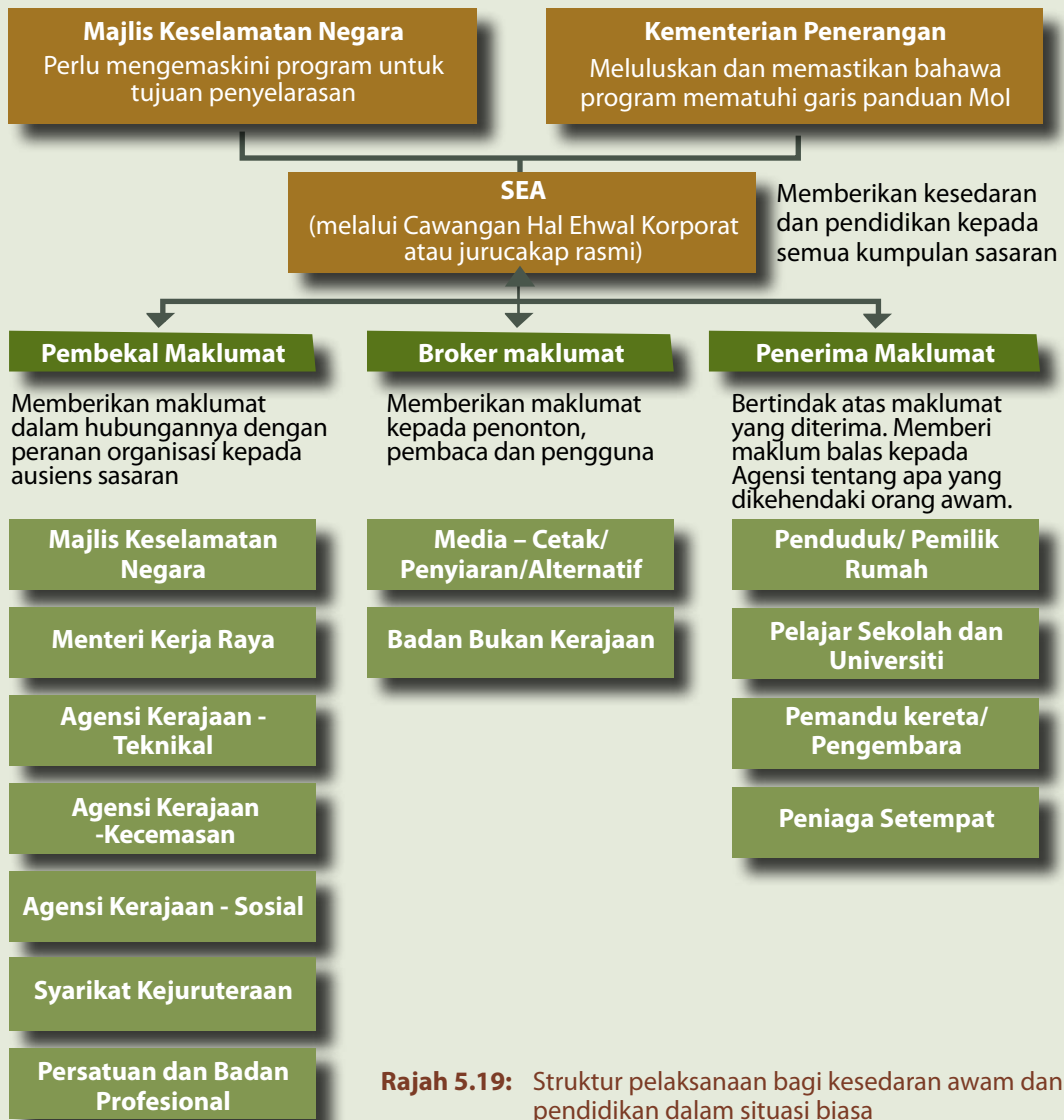 Majlis Keselamatan Negara
Perlu mengemaskini program untuk
tujuan penyelarasan
Kementerian Penerangan
Meluluskan dan memastikan bahawa
program mematuhi garis panduan MoI
SEA
(melalui Cawangan Hal Ehwal Korporat
atau jurucakap rasmi)
Memberikan kesedaran
dan pendidikan kepada
semua kumpulan sasaran
Pembekal Maklumat
Memberikan maklumat
dalam hubungannya dengan
peranan organisasi kepada
ausiens sasaran
Majlis Keselamatan
Negara
Menteri Kerja Raya
Agensi Kerajaan -
Teknikal
Agensi Kerajaan
-Kecemasan
Agensi Kerajaan - Sosial
Syarikat Kejuruteraan
Persatuan dan Badan
Profesional
Broker maklumat
Memberikan maklumat
kepada penonton,
pembaca dan pengguna
Media – Cetak/
Penyiaran/Alternatif
Badan Bukan Kerajaan
Penerima Maklumat
Bertindak atas maklumat
yang diterima. Memberi
maklum balas kepada
Agensi tentang apa yang
dikehendaki orang awam.
Penduduk/ Pemilik
Rumah
Pelajar Sekolah dan
Universiti
Pemandu kereta/
Pengembara
Peniaga Setempat
Rajah 5.19: Struktur pelaksanaan bagi kesedaran awam dan
pendidikan dalam situasi biasa